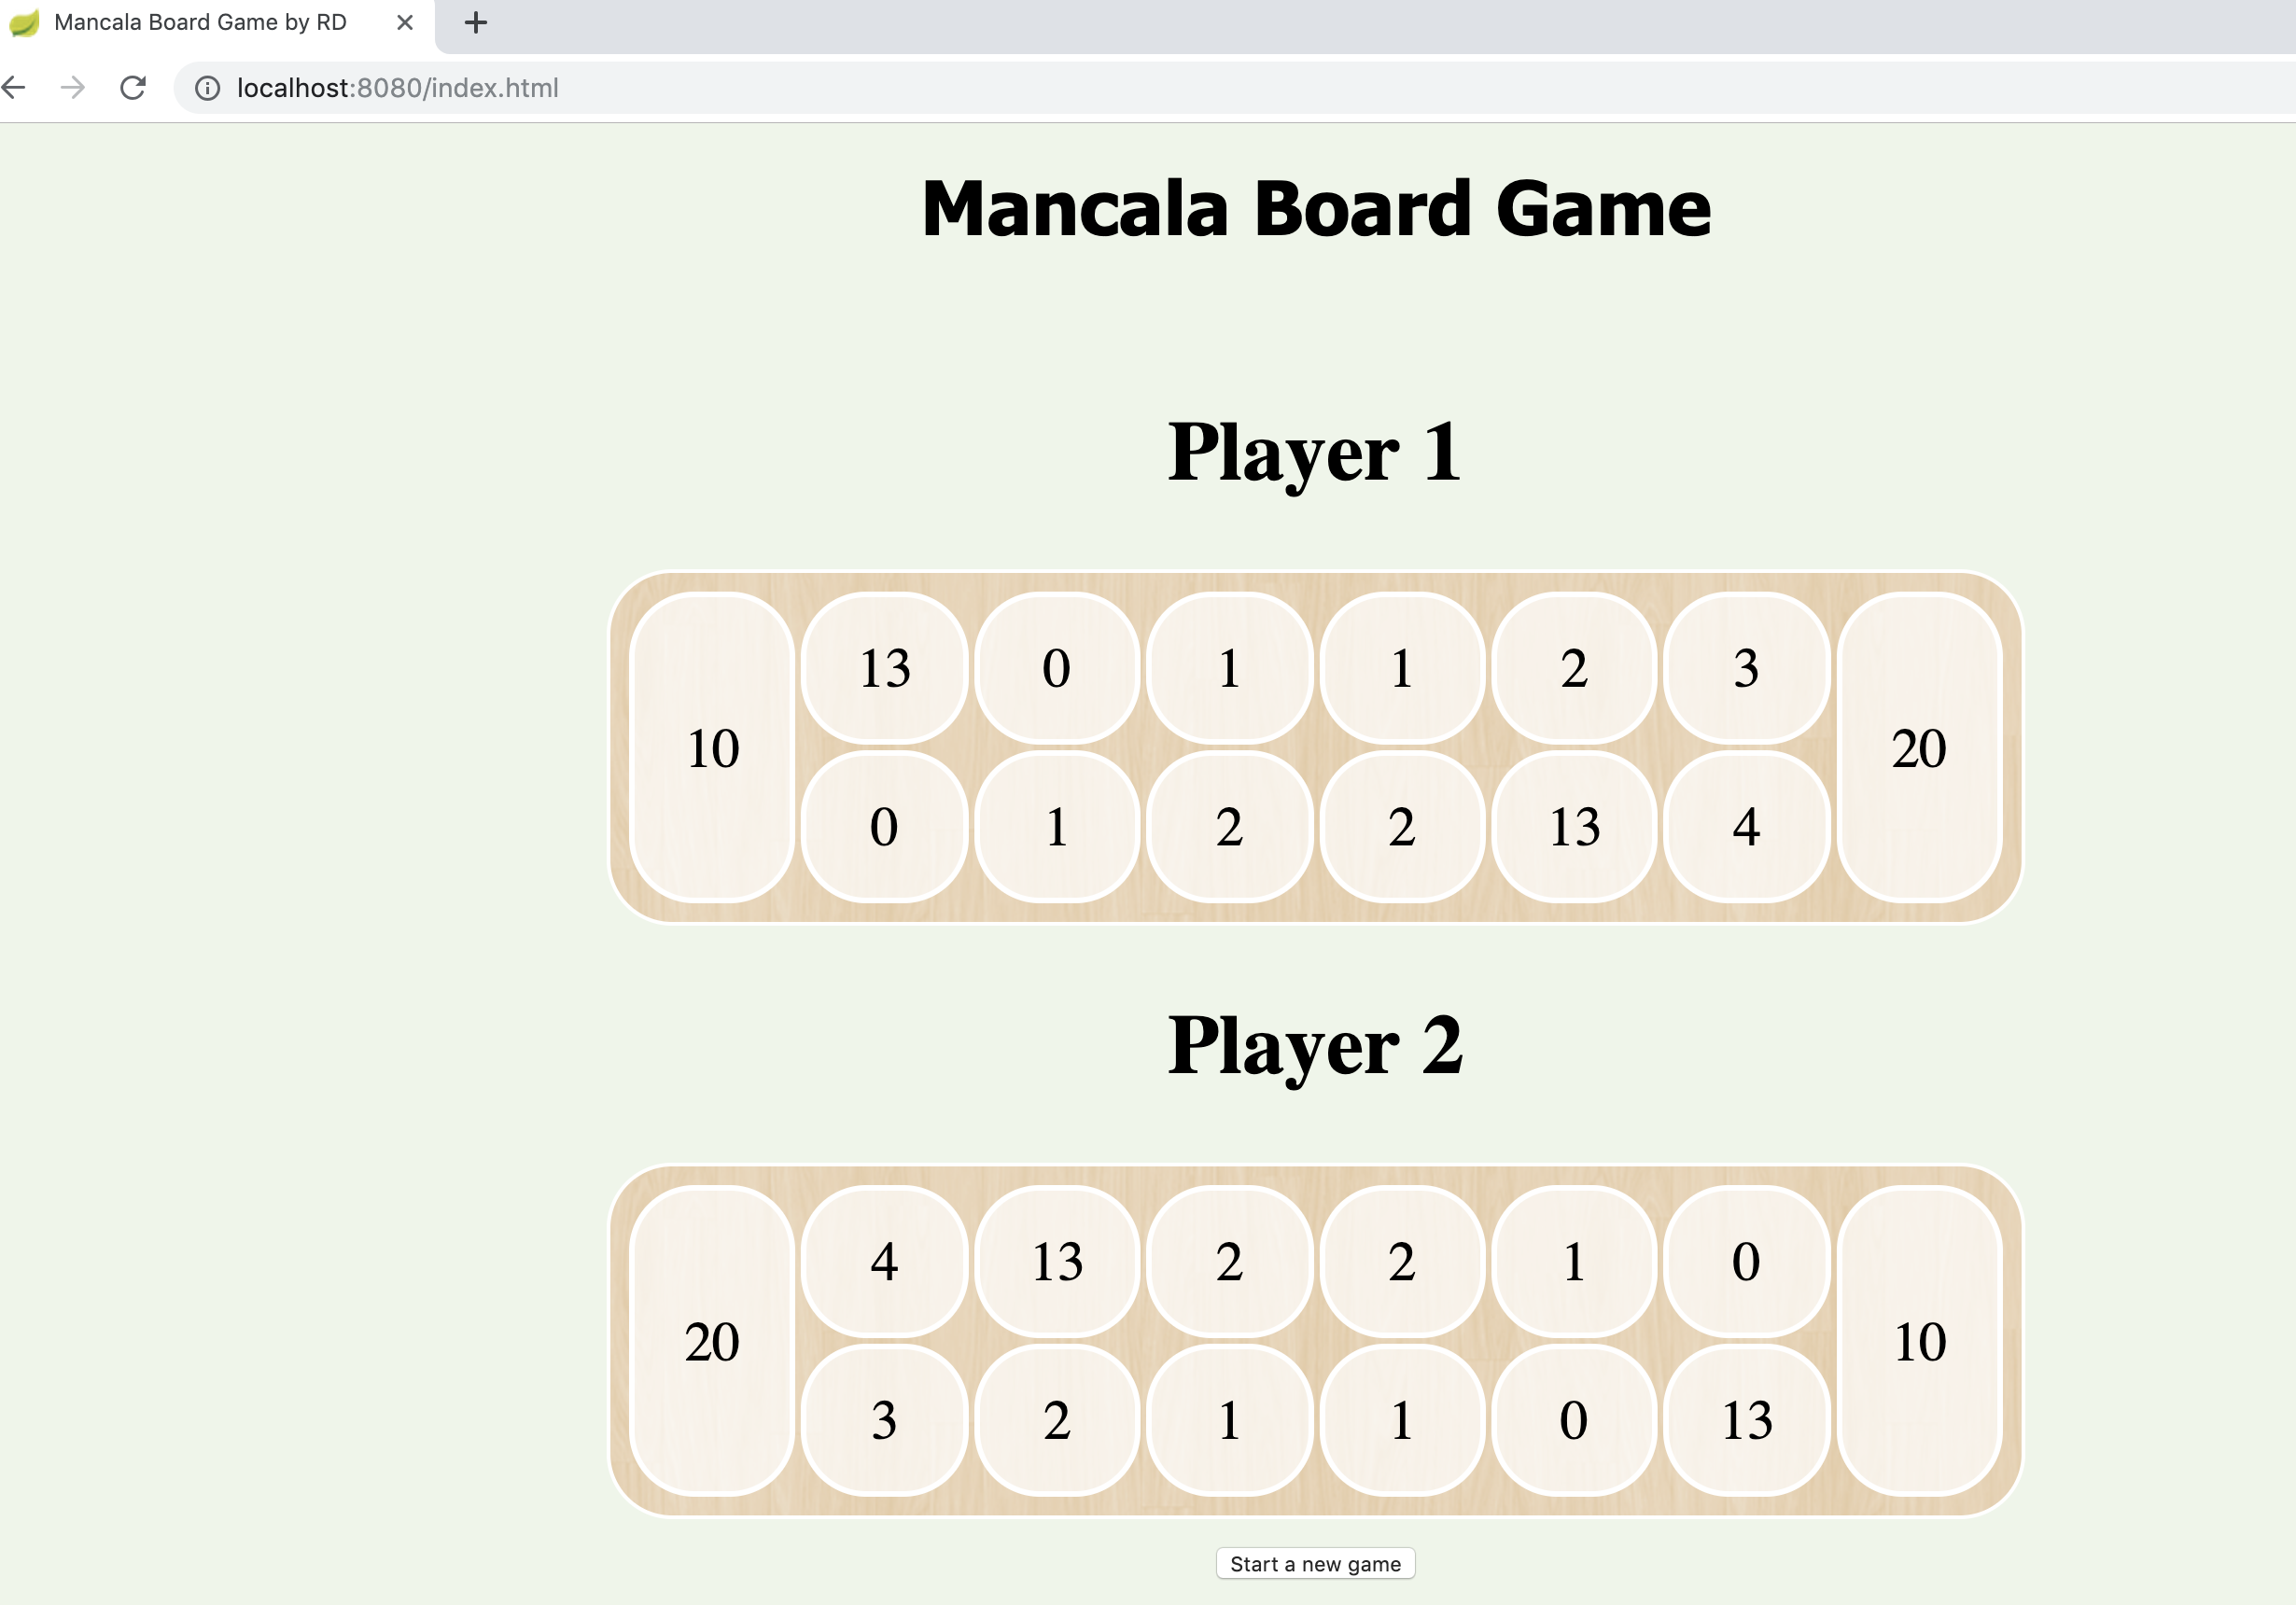 Mancala Board Game by RD
localhost:8080/index.html
Mancala Board Game
Player 1
13 0 1 1 2 3
10 20
0 1 2 2 13 4
Player 2
4 13 2 2 1 0
20 10
3 2 1 1 0 13
Start a new game